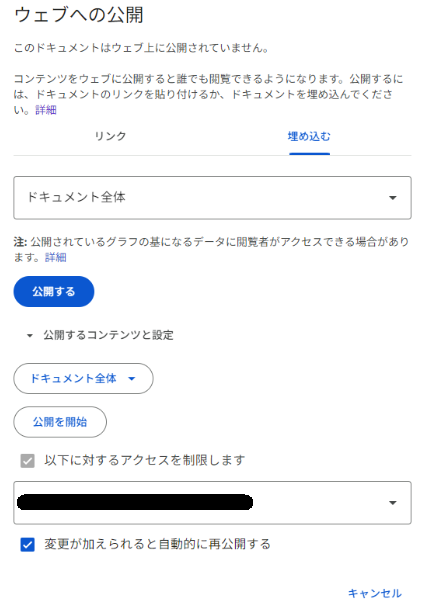 ウェブへの公開
このドキュメントはウェブ上に公開されていません。
コンテンツをウェブに公開すると誰でも閲覧できるようになります。公開するに
は、ドキュメントのリンクを貼り付けるか、ドキュメントを埋め込んでくださ
い。詳細
リンク
埋め込む
ドキュメント全体
注: 公開されているグラフの基になるデータに閲覧者がアクセスできる場合があり
ます。詳細
公開する
公開するコンテンツと設定
ドキュメント全体
公開を開始
以下に対するアクセスを制限します
変更が加えられると自動的に再公開する
キャンセル